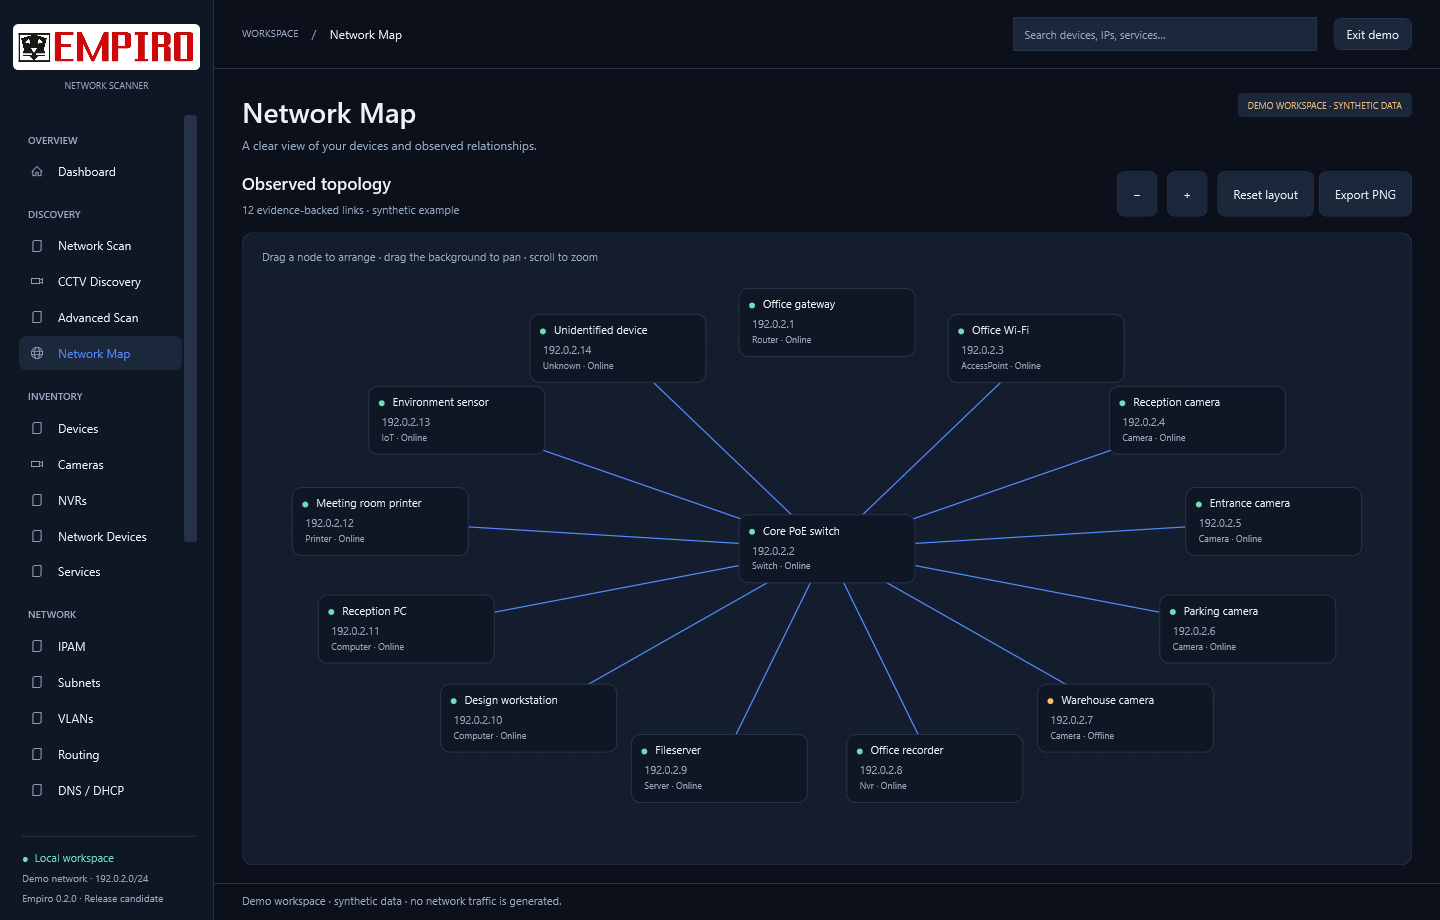 EMPIRO
NETWORK SCANNER
OVERVIEW
Dashboard
DISCOVERY
Network Scan
CCTV Discovery
Advanced Scan
Network Map
INVENTORY
Devices
Cameras
NVRs
Network Devices
Services
NETWORK
IPAM
Subnets
VLANs
Routing
DNS / DHCP
Local workspace
Demo network · 192.0.2.0/24
Empiro 0.2.0 · Release candidate
WORKSPACE / Network Map
Search devices, IPs, services...
Exit demo
Network Map
DEMO WORKSPACE · SYNTHETIC DATA
A clear view of your devices and observed relationships.
Observed topology
12 evidence-backed links · synthetic example
−
+
Reset layout
Export PNG
Drag a node to arrange · drag the background to pan · scroll to zoom
Office gateway
192.0.2.1
Router · Online
Unidentified device
192.0.2.14
Unknown · Online
Office Wi-Fi
192.0.2.3
AccessPoint · Online
Environment sensor
192.0.2.13
IoT · Online
Reception camera
192.0.2.4
Camera · Online
Meeting room printer
192.0.2.12
Printer · Online
Entrance camera
192.0.2.5
Camera · Online
Core PoE switch
192.0.2.2
Switch · Online
Reception PC
192.0.2.11
Computer · Online
Parking camera
192.0.2.6
Camera · Online
Design workstation
192.0.2.10
Computer · Online
Warehouse camera
192.0.2.7
Camera · Offline
Fileserver
192.0.2.9
Server · Online
Office recorder
192.0.2.8
Nvr · Online
Demo workspace · synthetic data · no network traffic is generated.